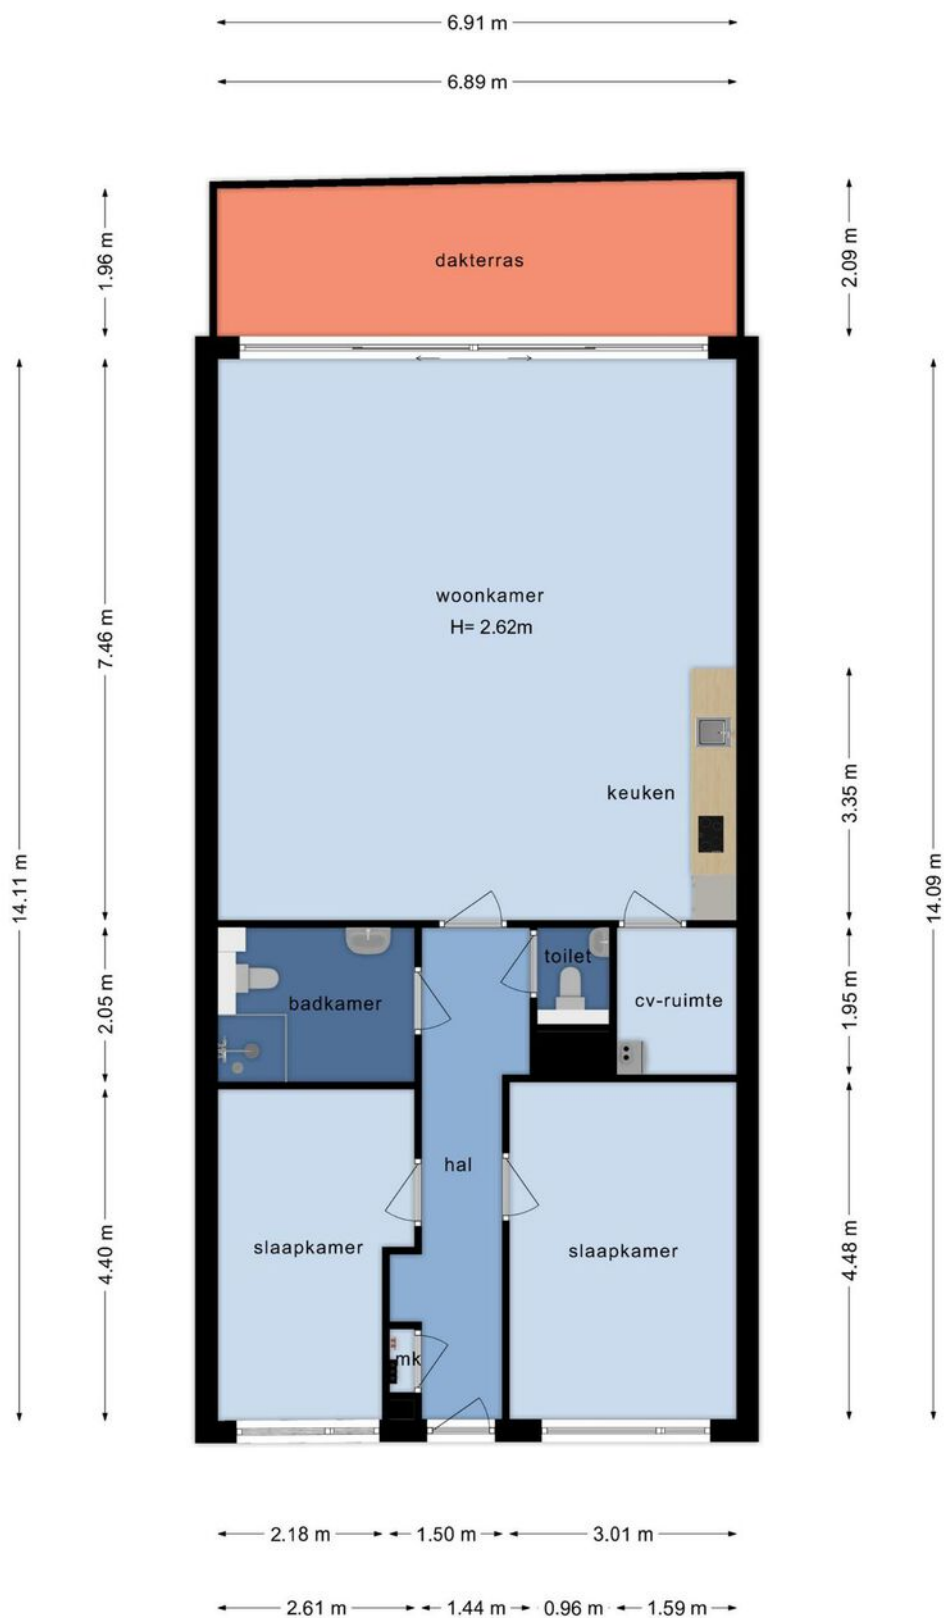 6.91 m
6.89 m
1.96 m
2.09 m
dakterras
woonkamer
H= 2.62m
7.46 m
keuken
3.35 m
14.11 m
14.09 m
toilet
badkamer
cv-ruimte
2.05 m
1.95 m
hal
slaapkamer
slaapkamer
4.40 m
4.48 m
mk
2.18 m
1.50 m
3.01 m
2.61 m
1.44 m
0.96 m
1.59 m